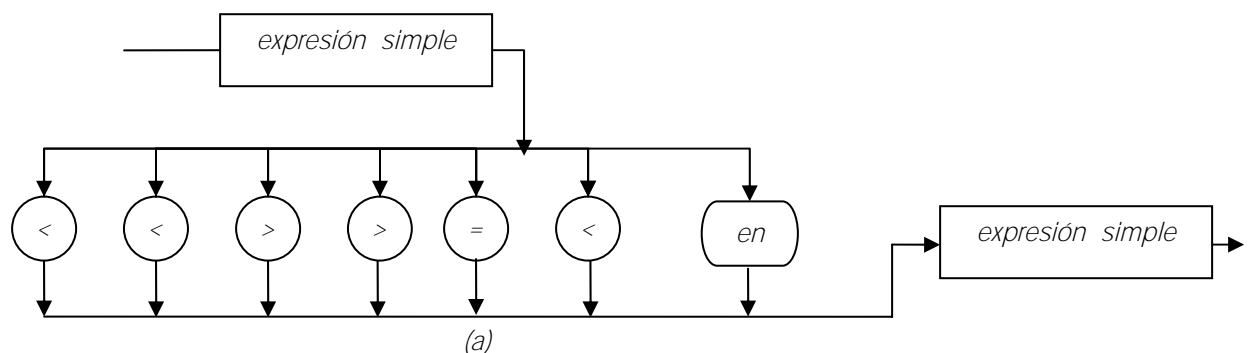 expresión simple
< < > > = < en
expresión simple
(a)